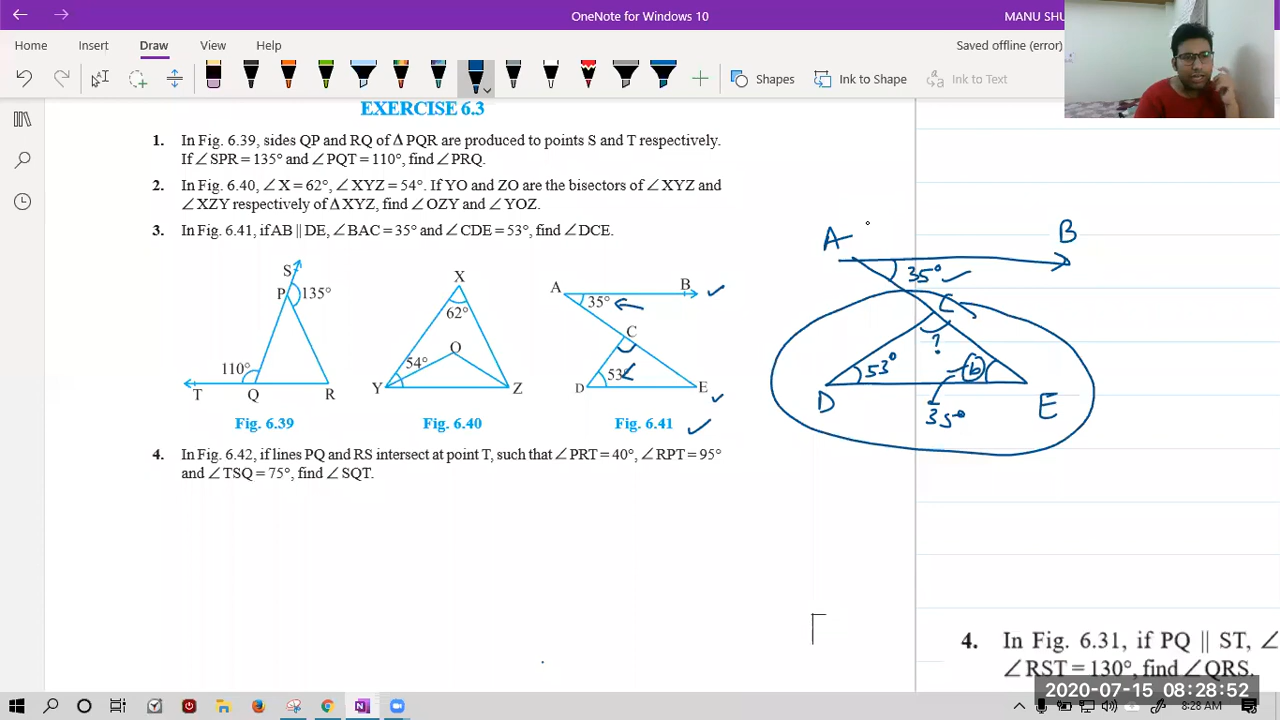 OneNote for Windows 10
MANU SHU
Home Insert Draw View Help
Saved offline (error)
Shapes Ink to Shape Ink to Text
EXERCISE 6.3
1. In Fig. 6.39, sides QP and RQ of Δ PQR are produced to points S and T respectively.
If ∠SPR = 135° and ∠PQT = 110°, find ∠PRQ.
2. In Fig. 6.40, ∠X = 62°, ∠XYZ = 54°. If YO and ZO are the bisectors of ∠XYZ and
∠XZY respectively of Δ XYZ, find ∠OZY and ∠YOZ.
3. In Fig. 6.41, if AB || DE, ∠BAC = 35° and ∠CDE = 53°, find ∠DCE.
S
P 135°
110°
T Q R
Fig. 6.39
X
62°
O
54°
Y Z
Fig. 6.40
A B
35°
C
53°
D E
Fig. 6.41
A B
35°
C
?
53° b
D 35° E
4. In Fig. 6.42, if lines PQ and RS intersect at point T, such that ∠PRT = 40°, ∠RPT = 95°
and ∠TSQ = 75°, find ∠SQT.
4. In Fig. 6.31, if PQ || ST, ∠
∠RST = 130°, find ∠QRS.
2020-07-15 08:28:52
8:28 AM